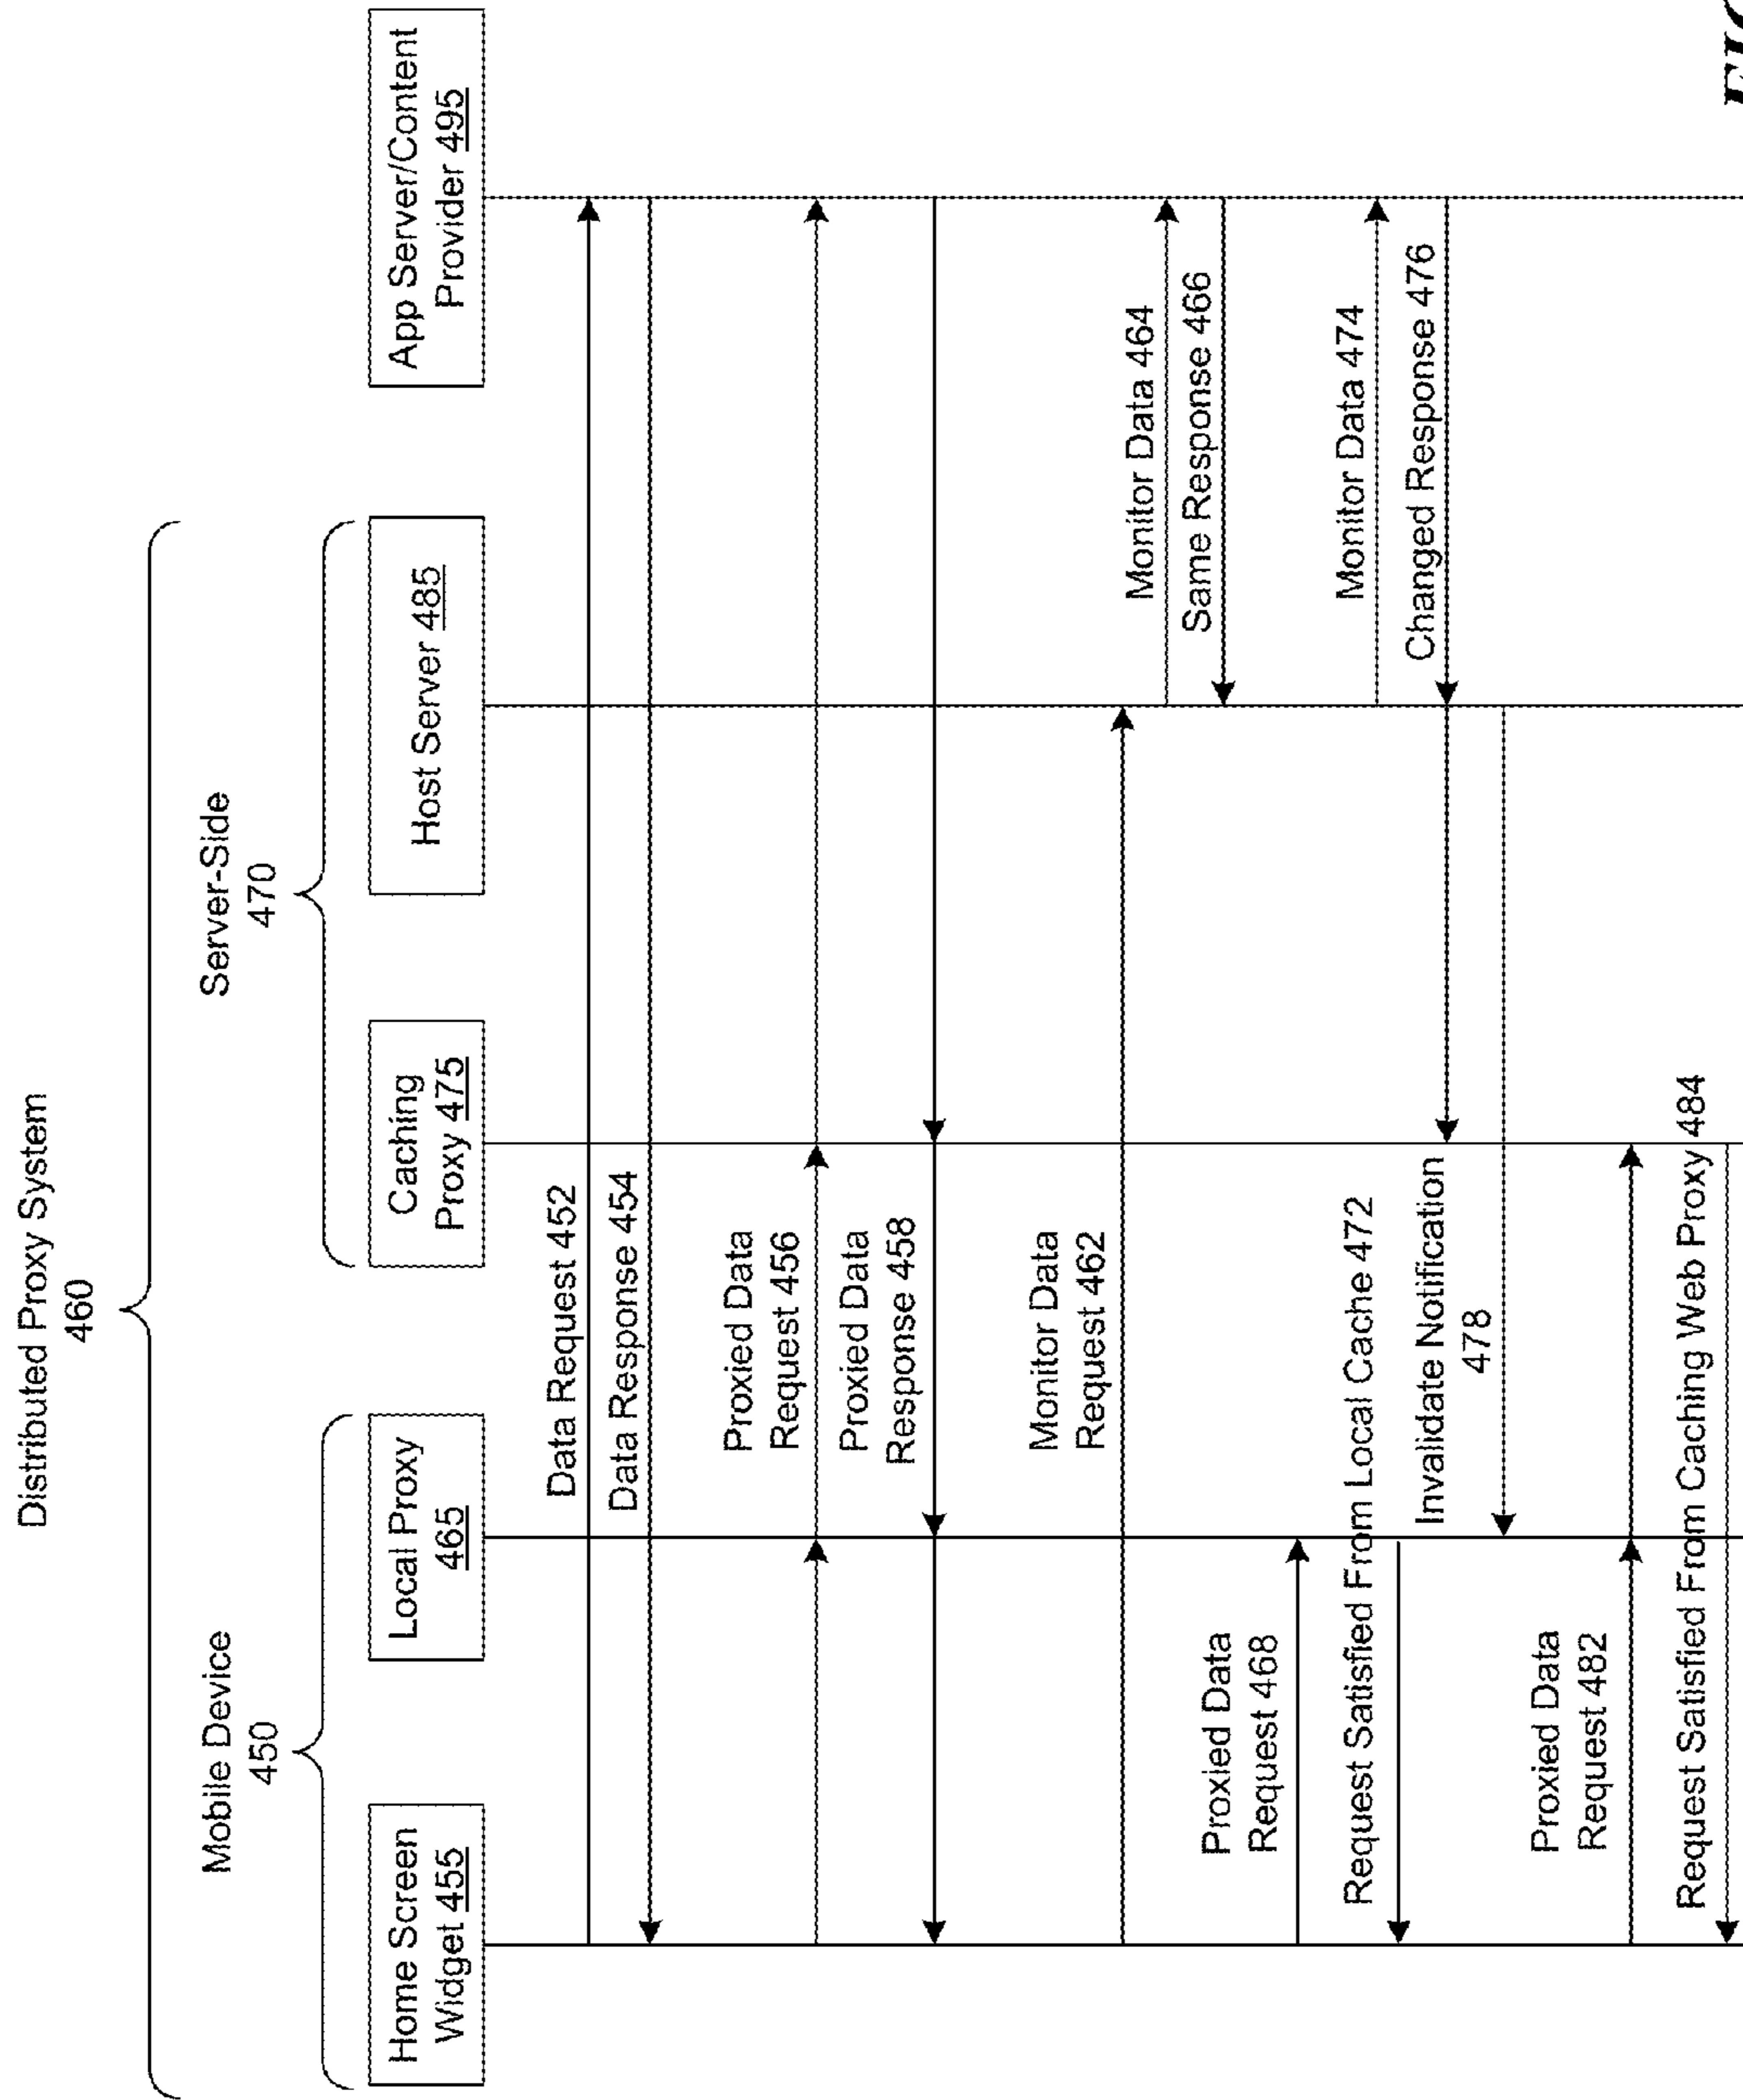 Distributed Proxy System
460
Mobile Device
450
Server-Side
470
Home Screen
Widget 455
Local Proxy
465
Caching
Proxy 475
Host Server 485
App Server/Content
Provider 495
Data Request 452
Data Response 454
Proxied Data
Request 456
Proxied Data
Response 458
Monitor Data
Request 462
Monitor Data 464
Same Response 466
Proxied Data
Request 468
Request Satisfied From Local Cache 472
Monitor Data 474
Changed Response 476
Invalidate Notification
478
Proxied Data
Request 482
Request Satisfied From Caching Web Proxy 484